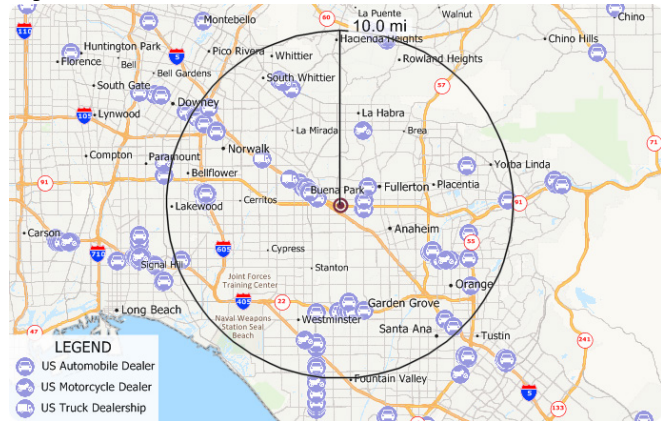 La Puente
Walnut
Chino
Montebello
60
10.0 mi
110
Hacienda Heights
Chino Hills
Huntington Park
Pico Rivera
Whittier
5
Florence
Bell
Rowland Heights
Bell Gardens
South Whittier
57
South Gate
Downey
105
Lynwood
La Habra
La Mirada
Brea
71
Norwalk
Compton
Paramount
Yorba Linda
91
Bellflower
Buena Park
Fullerton
Placentia
Lakewood
Cerritos
91
Carson
Anaheim
55
710
605
Cypress
Signal Hill
Stanton
Joint Forces
Training Center
Orange
405
22
Garden Grove
Long Beach
Naval Weapons
Station Seal
Beach
Westminster
Santa Ana
Tustin
47
241
Fountain Valley
5
133
LEGEND
US Automobile Dealer
US Motorcycle Dealer
US Truck Dealership